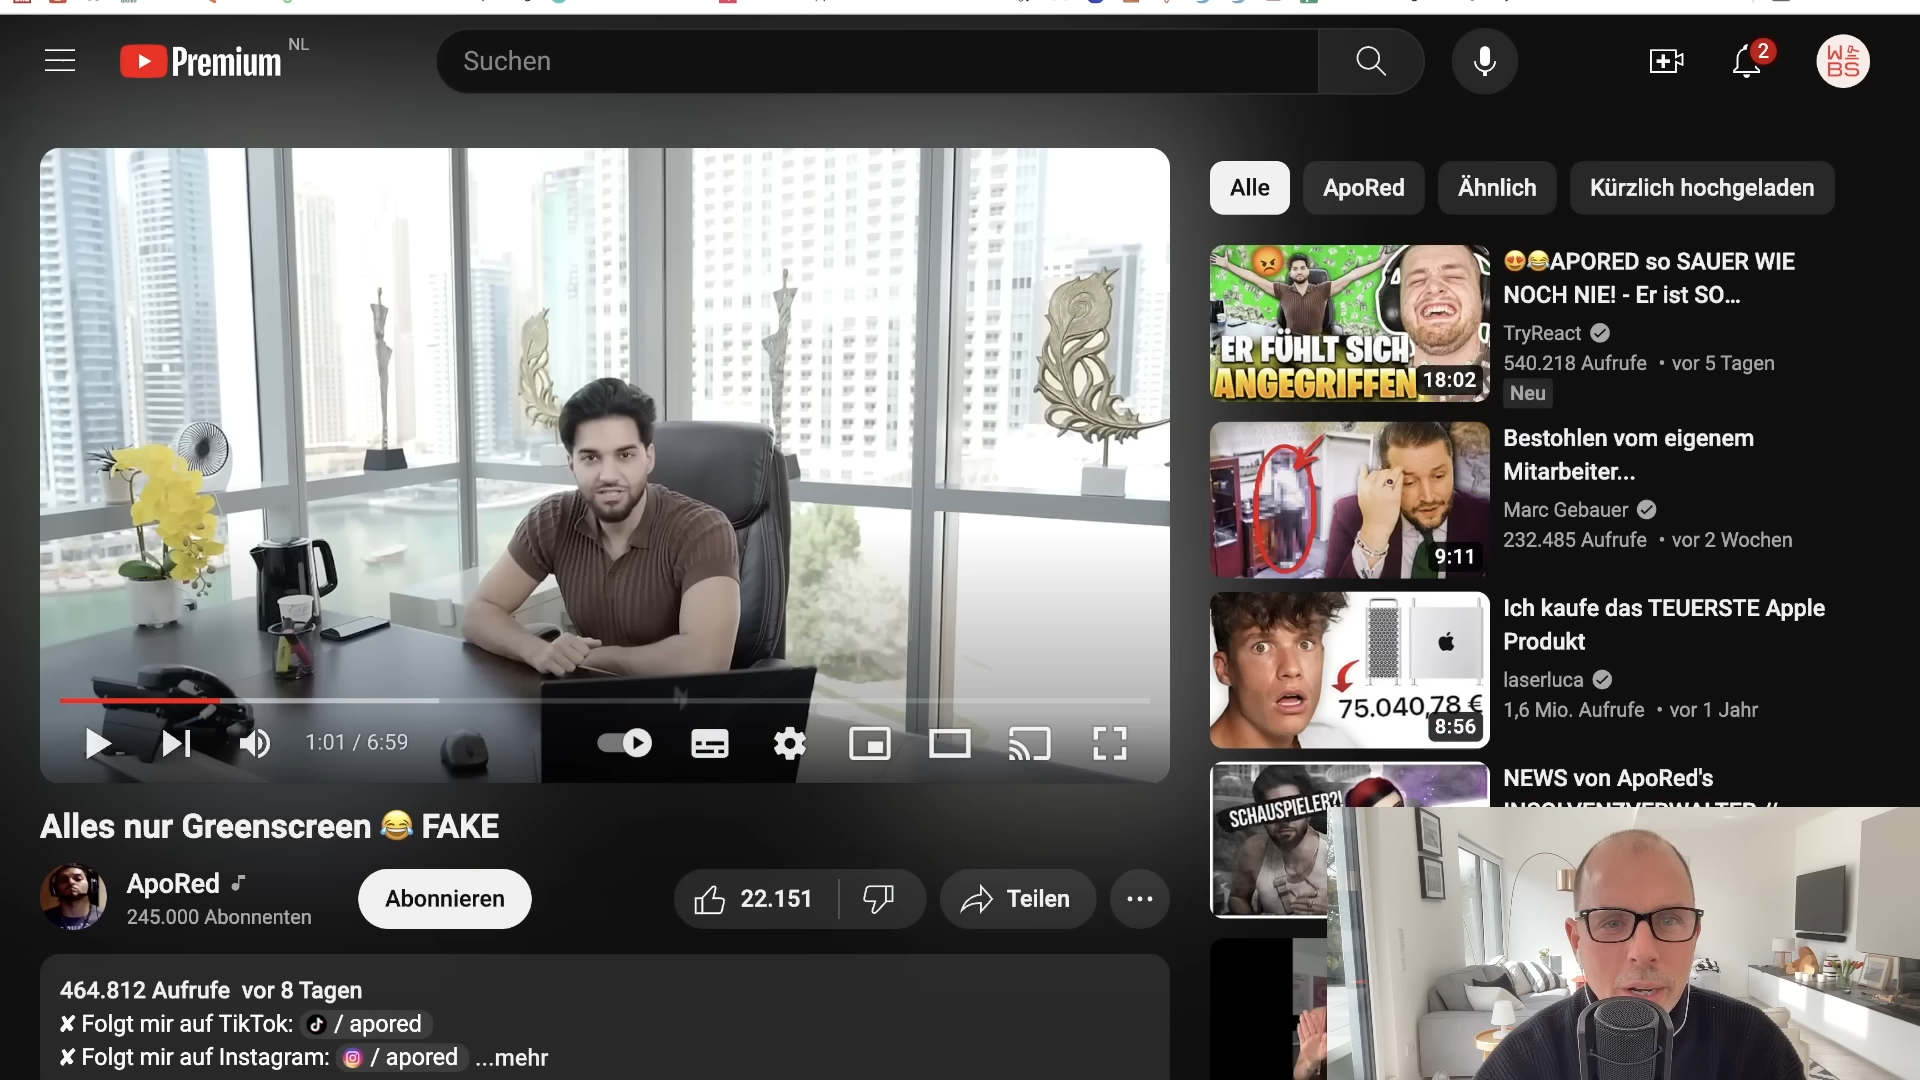 Premium NL
Suchen
2
W
BS
Alle
ApoRed
Ähnlich
Kürzlich hochgeladen
ER FÜHLT SICH
ANGEGRIFFEN
18:02
😍😂APORED so SAUER WIE
NOCH NIE! - Er ist SO...
TryReact
540.218 Aufrufe • vor 5 Tagen
Neu
9:11
Bestohlen vom eigenem
Mitarbeiter...
Marc Gebauer
232.485 Aufrufe • vor 2 Wochen
75.040,78 €
8:56
Ich kaufe das TEUERSTE Apple
Produkt
laserluca
1,6 Mio. Aufrufe • vor 1 Jahr
SCHAUSPIELER?!
NEWS von ApoRed's
INSOLVENZVERWALTER //
1:01 / 6:59
Alles nur Greenscreen 😂 FAKE
ApoRed
245.000 Abonnenten
Abonnieren
22.151
Teilen
464.812 Aufrufe vor 8 Tagen
✘ Folgt mir auf TikTok: / apored
✘ Folgt mir auf Instagram: / apored ...mehr